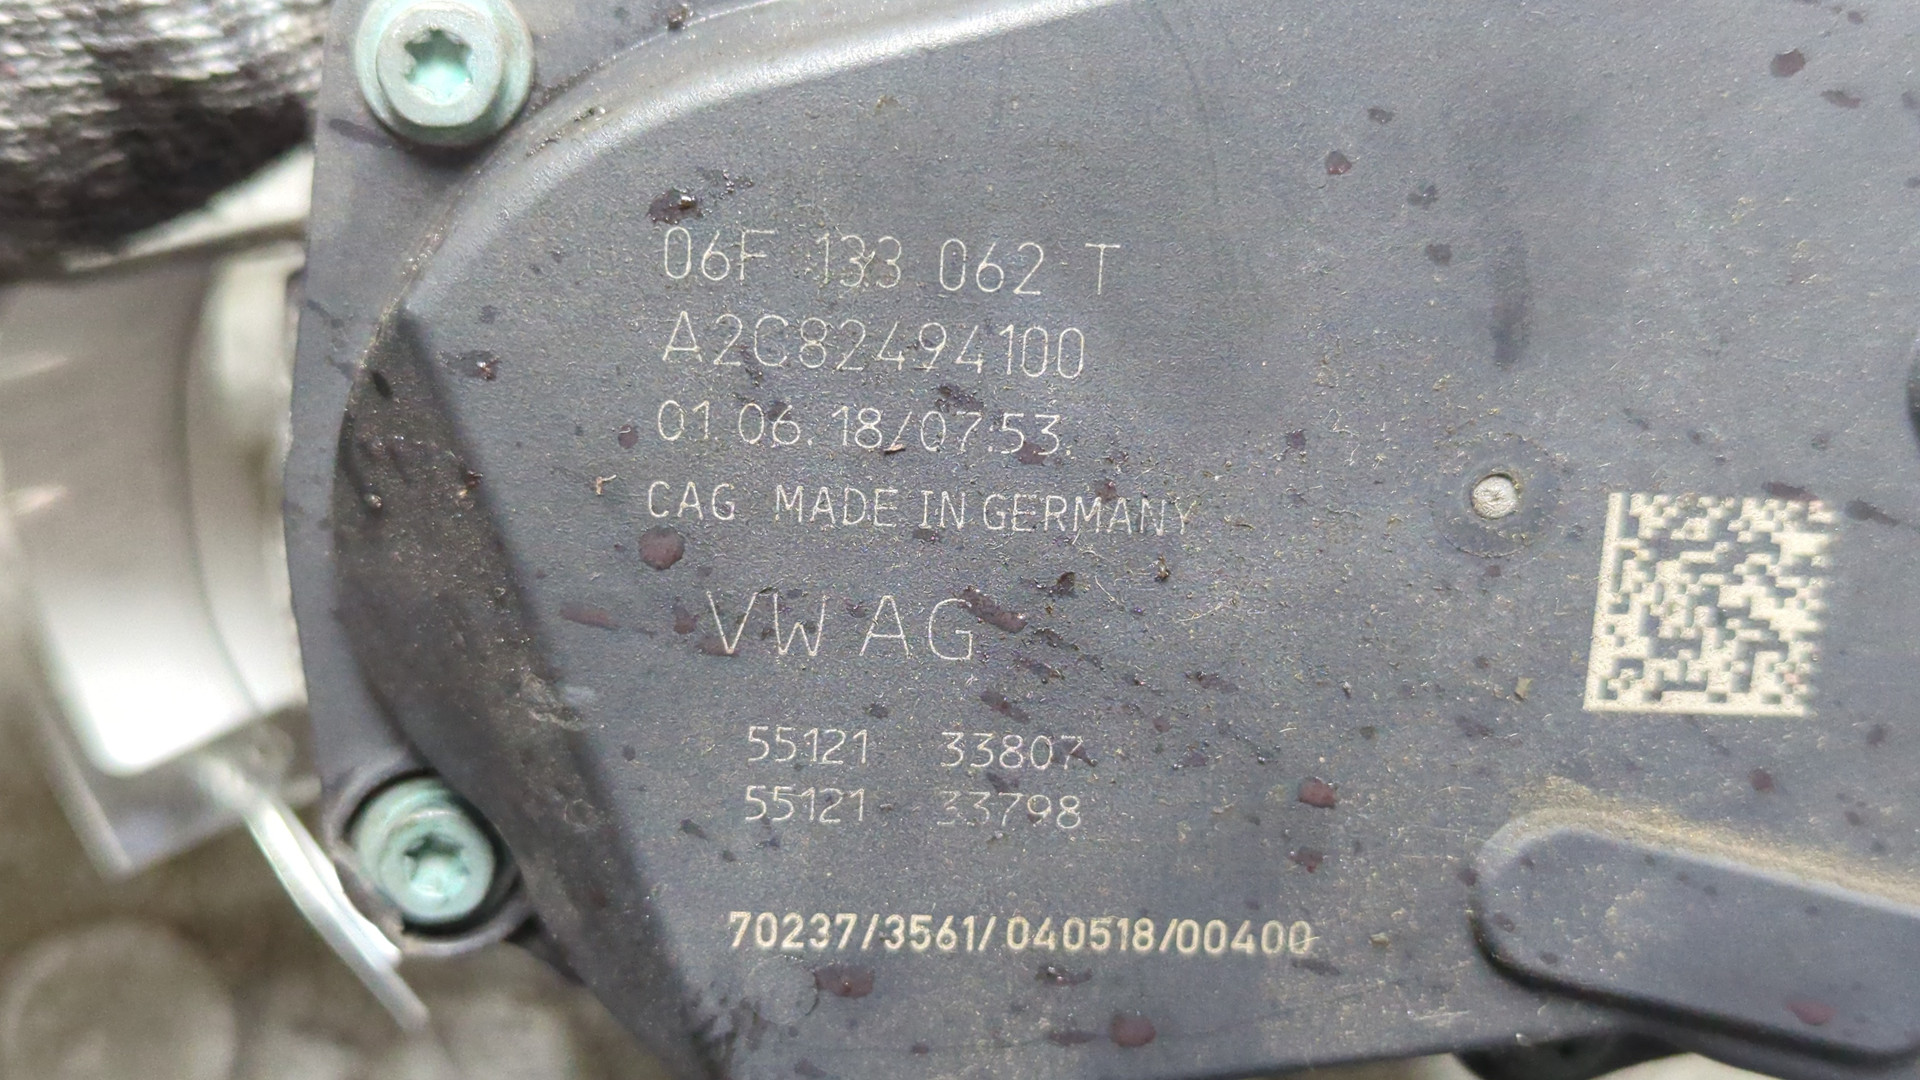 06F 133 062 T
A2C82494100
01.06.18/07:53.
CAG MADE IN GERMANY
VW AG
55121 33807
55121 33798
70237/3561/040518/00400